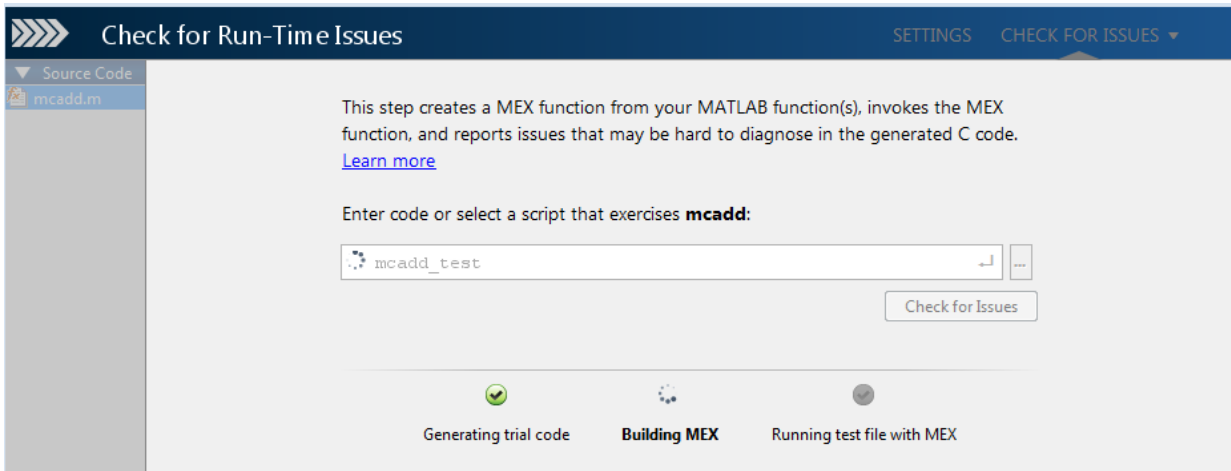 Check for Run-Time Issues
SETTINGS
CHECK FOR ISSUES
Source Code
mcadd.m
This step creates a MEX function from your MATLAB function(s), invokes the MEX
function, and reports issues that may be hard to diagnose in the generated C code.
Learn more
Enter code or select a script that exercises mcadd:
mcadd_test
...
Check for Issues
Generating trial code
Building MEX
Running test file with MEX